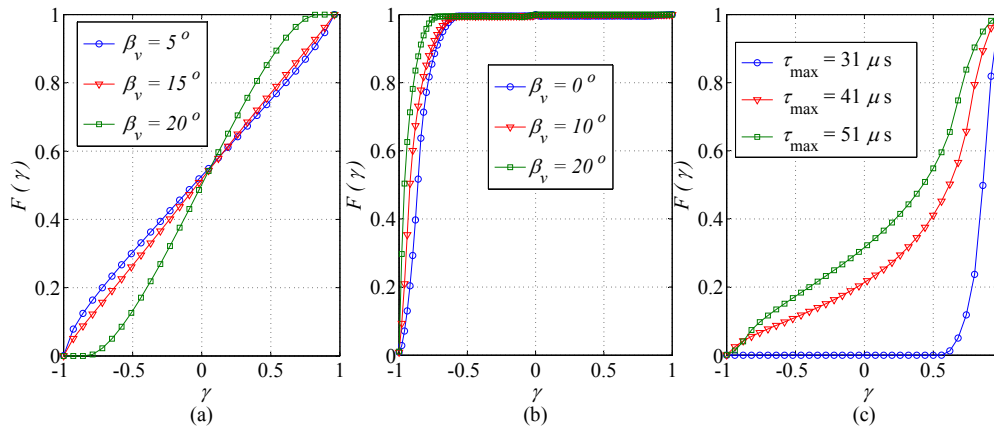 1
0.8
0.6
0.4
0.2
0
F(γ)
-1 -0.5 0 0.5 1
γ
(a)
β_v = 5°
β_v = 15°
β_v = 20°
1
0.8
0.6
0.4
0.2
0
F(γ)
-1 -0.5 0 0.5 1
γ
(b)
β_v = 0°
β_v = 10°
β_v = 20°
1
0.8
0.6
0.4
0.2
0
F(γ)
-1 -0.5 0 0.5
γ
(c)
τ_max = 31 μ s
τ_max = 41 μ s
τ_max = 51 μ s